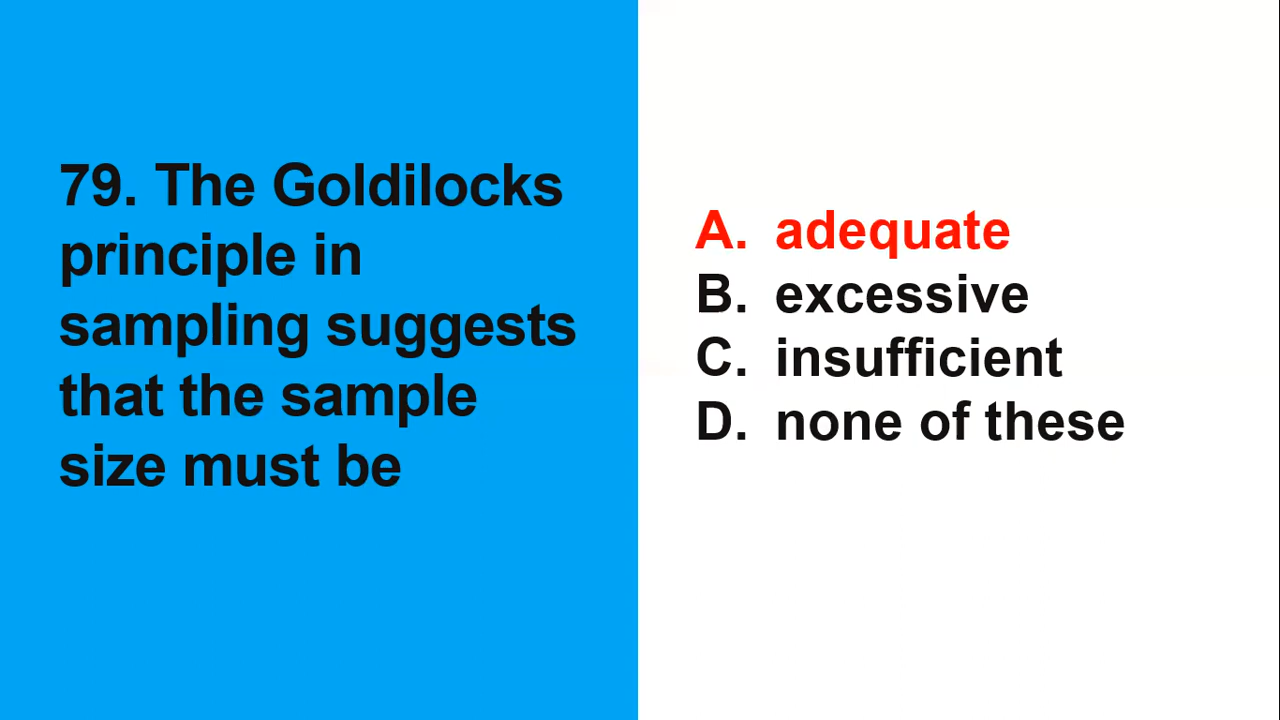 79. The Goldilocks
principle in
sampling suggests
that the sample
size must be
A. adequate
B. excessive
C. insufficient
D. none of these